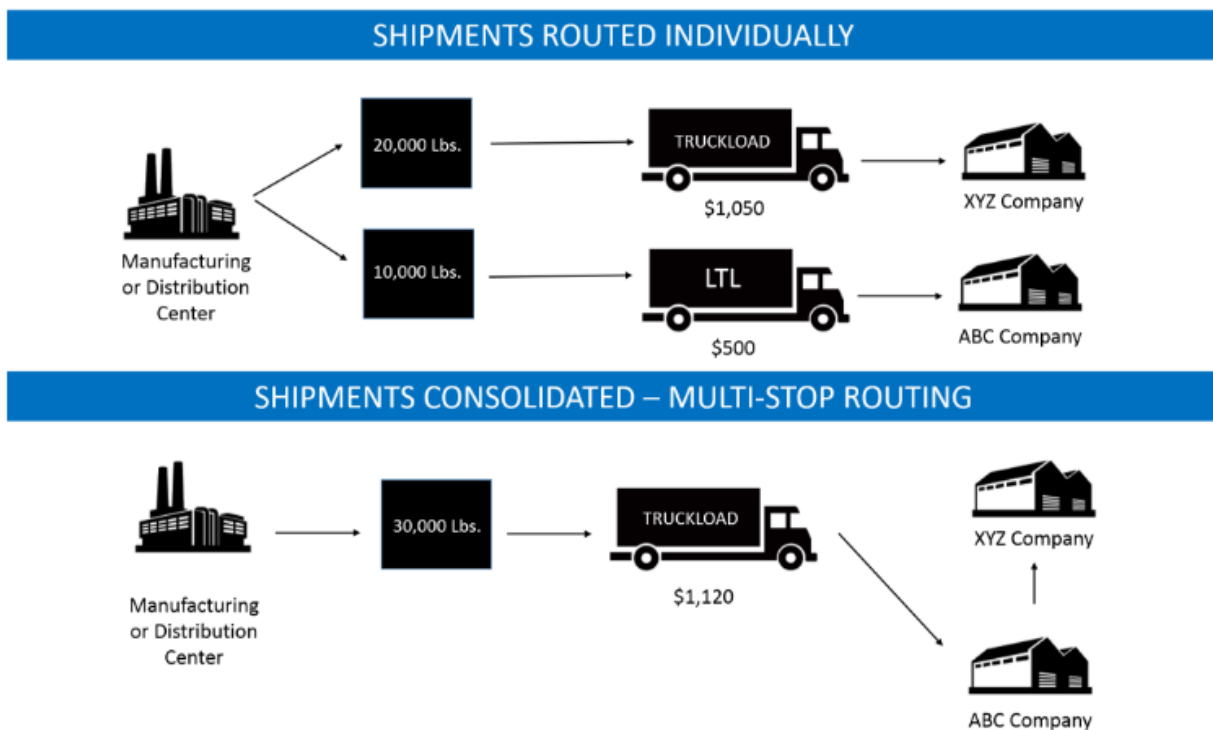 SHIPMENTS ROUTED INDIVIDUALLY
20,000 Lbs.
TRUCKLOAD
$1,050
XYZ Company
Manufacturing
or Distribution
Center
10,000 Lbs.
LTL
$500
ABC Company
SHIPMENTS CONSOLIDATED – MULTI-STOP ROUTING
Manufacturing
or Distribution
Center
30,000 Lbs.
TRUCKLOAD
$1,120
XYZ Company
ABC Company